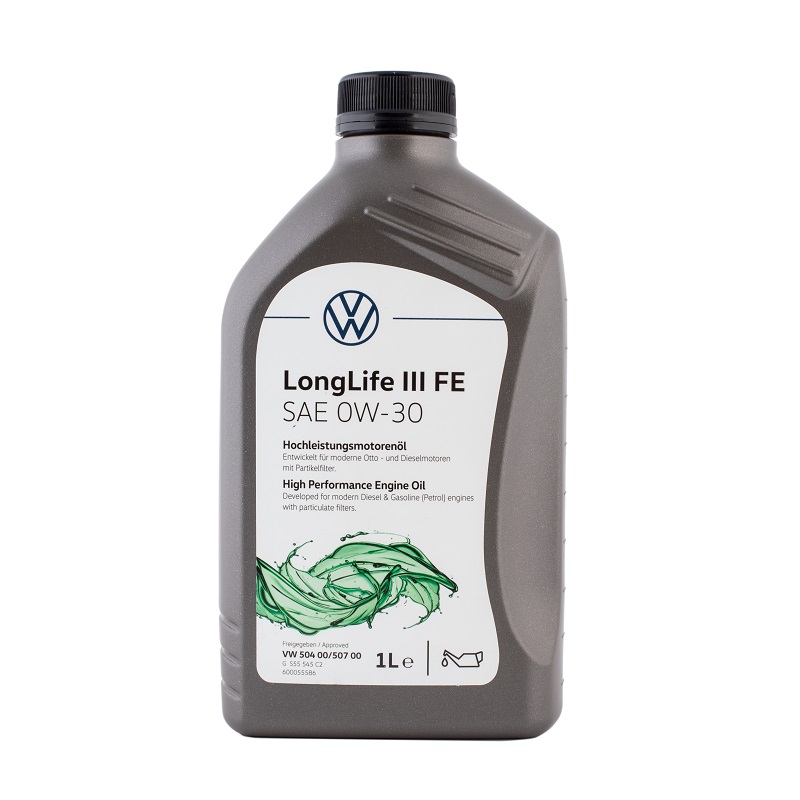 LongLife III FE
SAE 0W-30
Hochleistungsmotorenöl
Entwickelt für moderne Otto - und Dieselmotoren
mit Partikelfilter.
High Performance Engine Oil
Developed for modern Diesel & Gasoline (Petrol) engines
with particulate filters.
Freigegeben / Approved
VW 504 00/507 00
G 555 545 C2
600055586
1L e